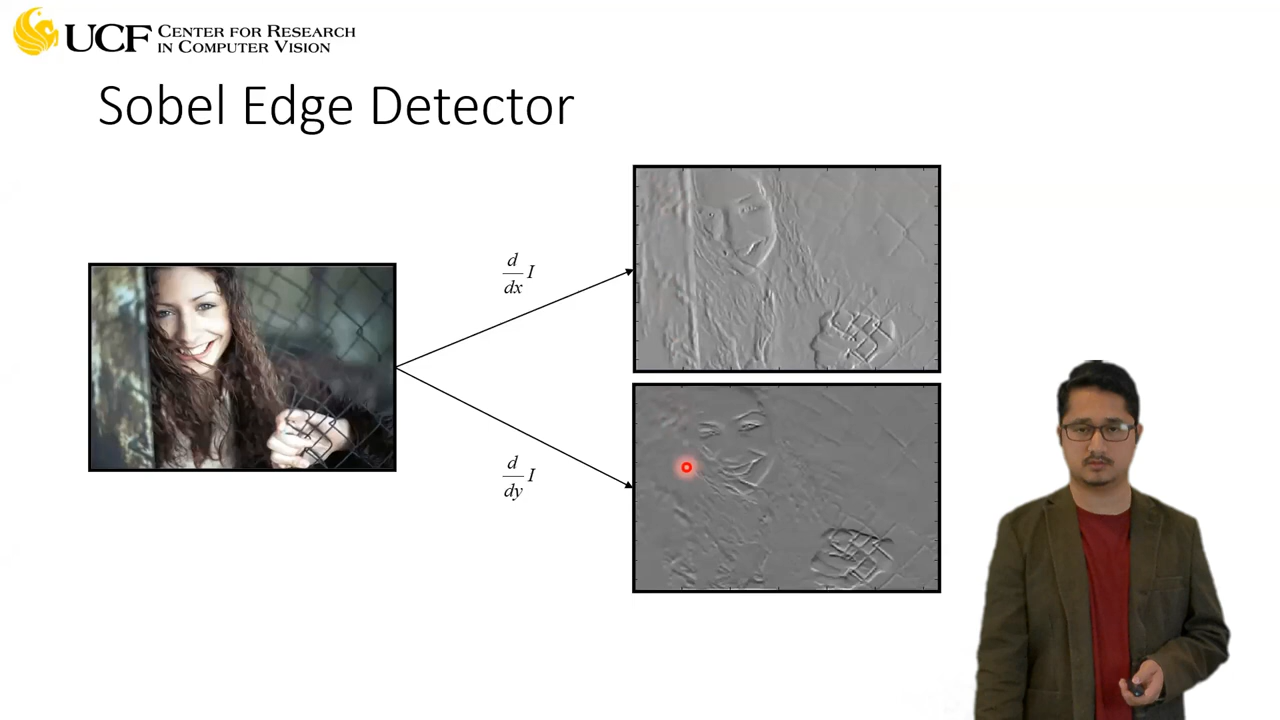 UCF CENTER FOR RESEARCH
IN COMPUTER VISION
Sobel Edge Detector
d
dx I
d
dy I